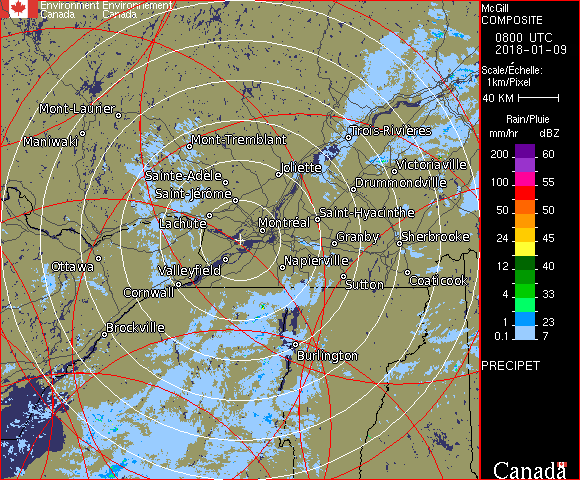 Environment Environnement
Canada Canada
McGill
COMPOSITE
0800 UTC
2018-01-09
Scale/Échelle:
1km/Pixel
40 KM
Rain/Pluie
mm/hr dBZ
200 60
100 55
50 50
24 45
12 40
4 33
1 23
0.1 7
PRECIPET
Canada
Mont-Laurier
Maniwaki
Mont-Tremblant
Trois-Rivières
Joliette
Victoriaville
Sainte-Adèle
Drummondville
Saint-Jérôme
Lachute
Saint-Hyacinthe
Montréal
Granby
Sherbrooke
Ottawa
Valleyfield
Napierville
Sutton
Coaticook
Cornwall
Brockville
Burlington